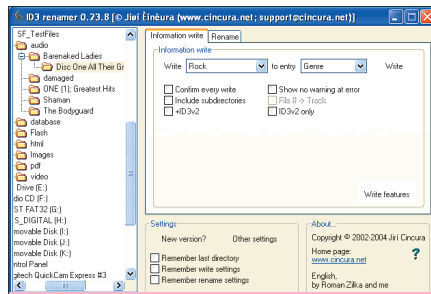 ID3 renamer 0.23.8 [© Jiøí Èinèura (www.cincura.net; support@cincura.net)]
SF_TestFiles
audio
Barenaked Ladies
Disc One All Their Gr
damaged
ONE (1); Greatest Hits
Shaman
The Bodyguard
database
Flash
html
Images
pdf
video
Drive (E:)
dio CD (F:)
ST FAT32 (G:)
S_DIGITAL (H:)
movable Disk (I:)
movable Disk (J:)
movable Disk (K:)
ntrol Panel
gitech QuickCam Express #3
Information write Rename
Information write
Write Rock to entry Genre Write
Confirm every write Show no warning at error
Include subdirectories File # -> Track
+ID3v2 ID3v2 only
Write features
Settings
New version? Other settings
Remember last directory
Remember write settings
Remember rename settings
About...
Copyright © 2002-2004 Jirí Cincura
Home page:
www.cincura.net
?
English,
by Roman Zilka and me